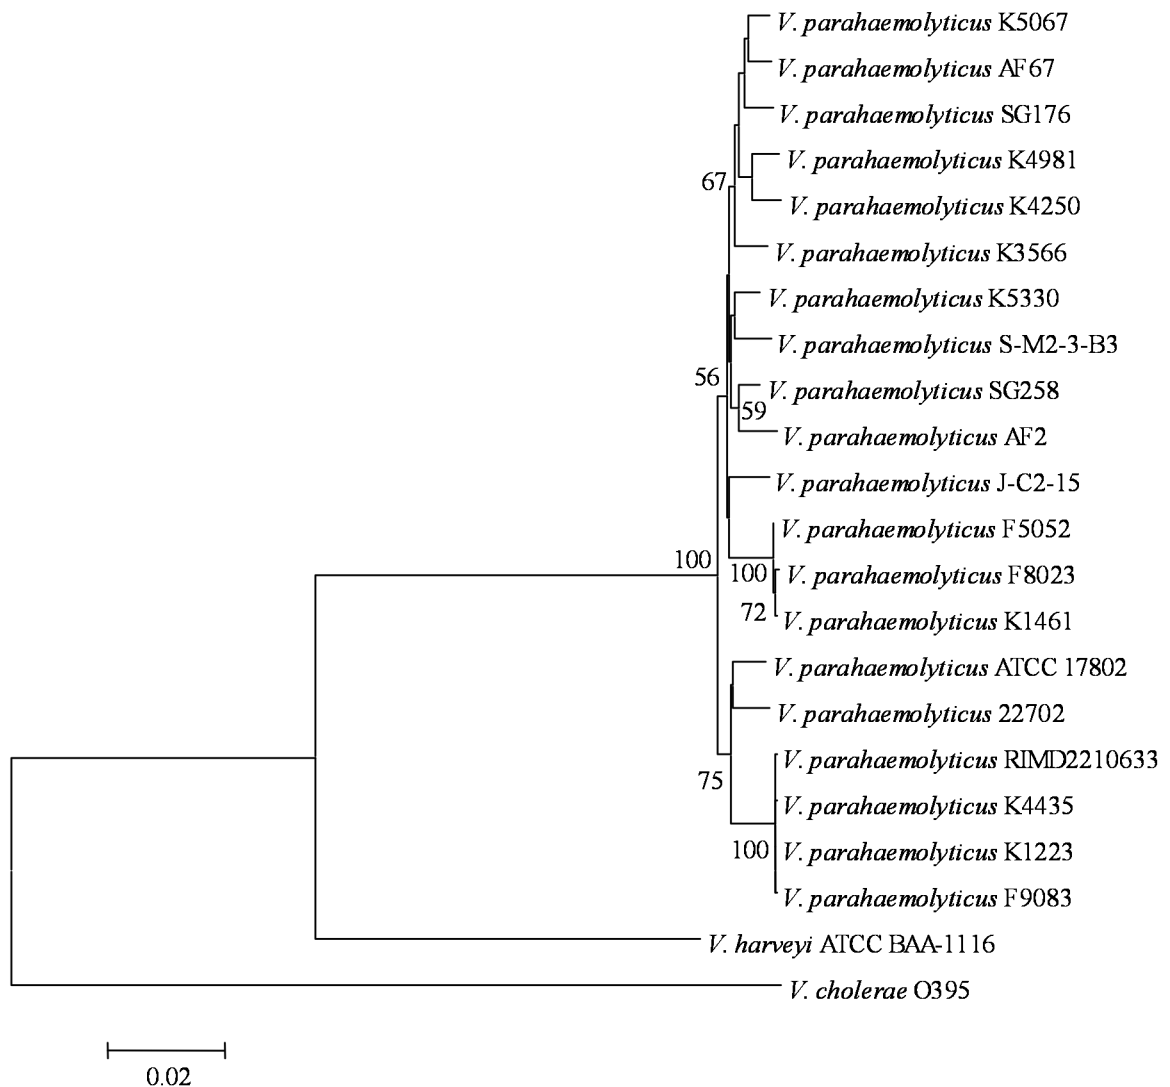 V. parahaemolyticus K5067
V. parahaemolyticus AF67
V. parahaemolyticus SG176
V. parahaemolyticus K4981
67
V. parahaemolyticus K4250
V. parahaemolyticus K3566
V. parahaemolyticus K5330
V. parahaemolyticus S-M2-3-B3
56
V. parahaemolyticus SG258
59
V. parahaemolyticus AF2
V. parahaemolyticus J-C2-15
V. parahaemolyticus F5052
100
100
V. parahaemolyticus F8023
72
V. parahaemolyticus K1461
V. parahaemolyticus ATCC 17802
V. parahaemolyticus 22702
V. parahaemolyticus RIMD2210633
75
V. parahaemolyticus K4435
100
V. parahaemolyticus K1223
V. parahaemolyticus F9083
V. harveyi ATCC BAA-1116
V. cholerae O395
0.02